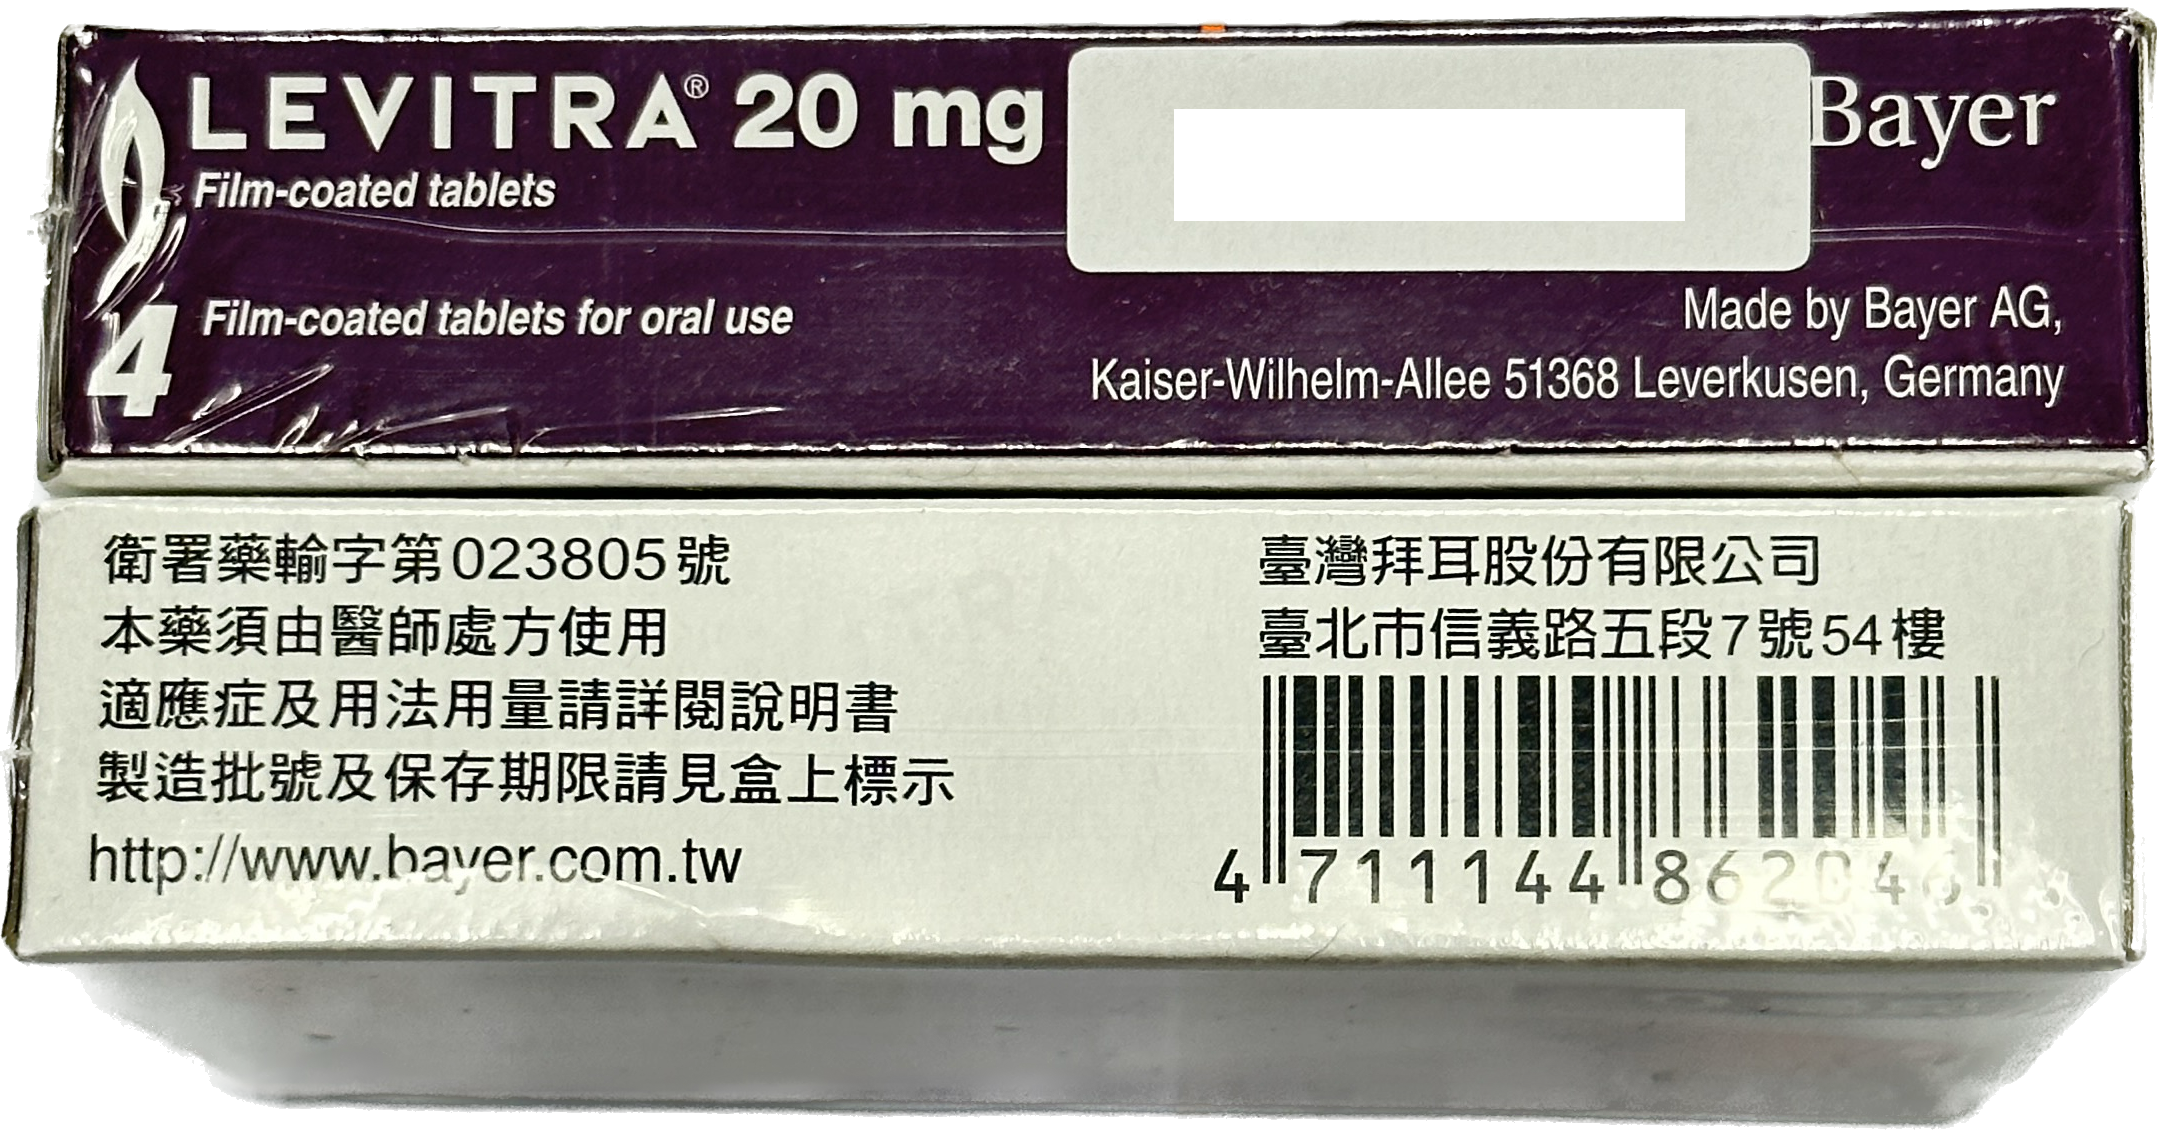 LEVITRA® 20 mg
Bayer
Film-coated tablets
4 Film-coated tablets for oral use
Made by Bayer AG,
Kaiser-Wilhelm-Allee 51368 Leverkusen, Germany
衛署藥輸字第023805號
本藥須由醫師處方使用
適應症及用法用量請詳閱說明書
製造批號及保存期限請見盒上標示
http://www.bayer.com.tw
臺灣拜耳股份有限公司
臺北市信義路五段7號54樓
4 711144 862046